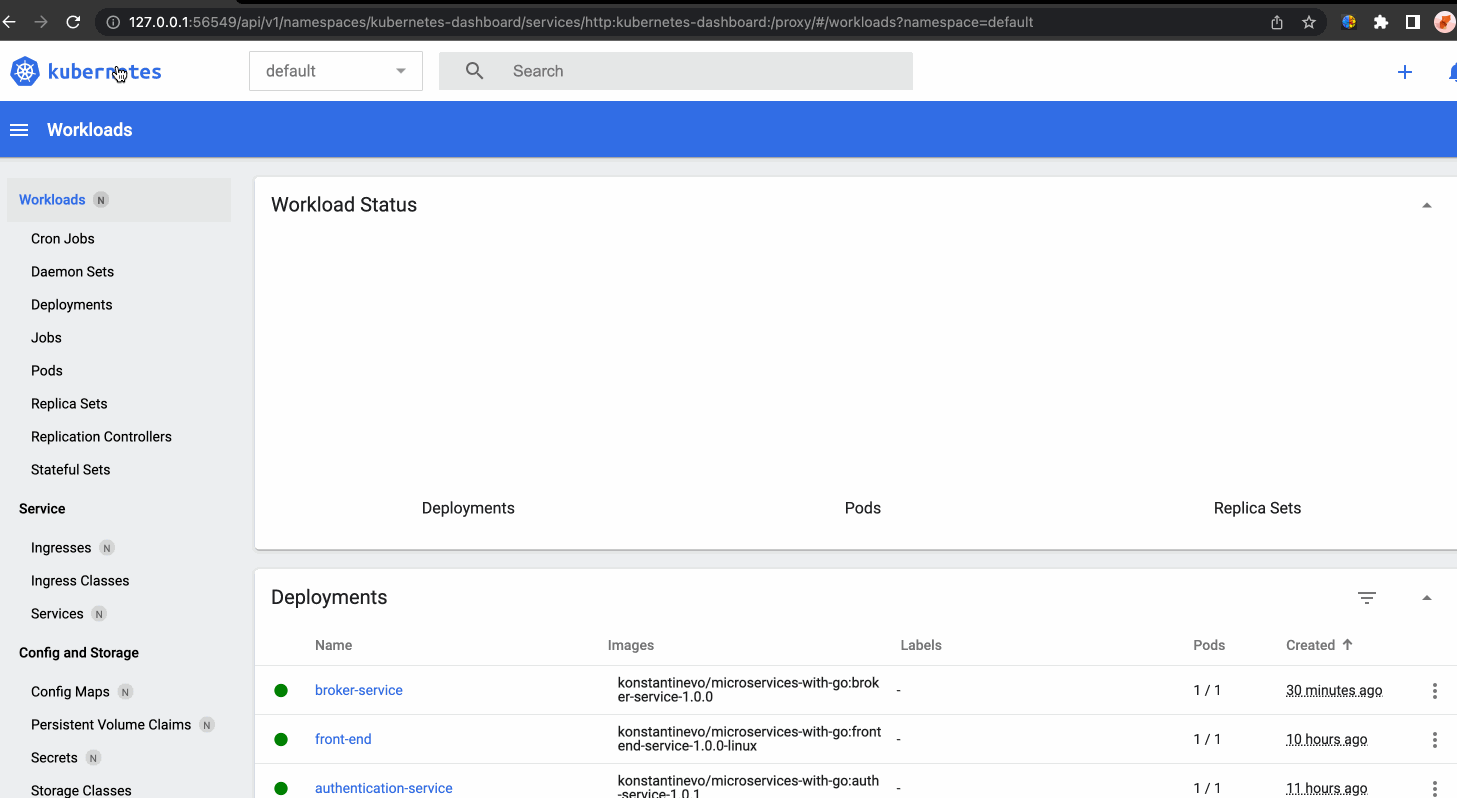 127.0.0.1:56549/api/v1/namespaces/kubernetes-dashboard/services/http:kubernetes-dashboard:/proxy/#/workloads?namespace=default
kubernetes
default
Search
Workloads
Workloads N
Cron Jobs
Daemon Sets
Deployments
Jobs
Pods
Replica Sets
Replication Controllers
Stateful Sets
Service
Ingresses N
Ingress Classes
Services N
Config and Storage
Config Maps N
Persistent Volume Claims N
Secrets N
Storage Classes
Workload Status
Deployments Pods Replica Sets
Deployments
Name Images Labels Pods Created
broker-service konstantinevo/microservices-with-go:brok
er-service-1.0.0 - 1 / 1 30 minutes ago
front-end konstantinevo/microservices-with-go:front
end-service-1.0.0-linux - 1 / 1 10 hours ago
authentication-service konstantinevo/microservices-with-go:auth
-service-1.0.1 - 1 / 1 11 hours ago